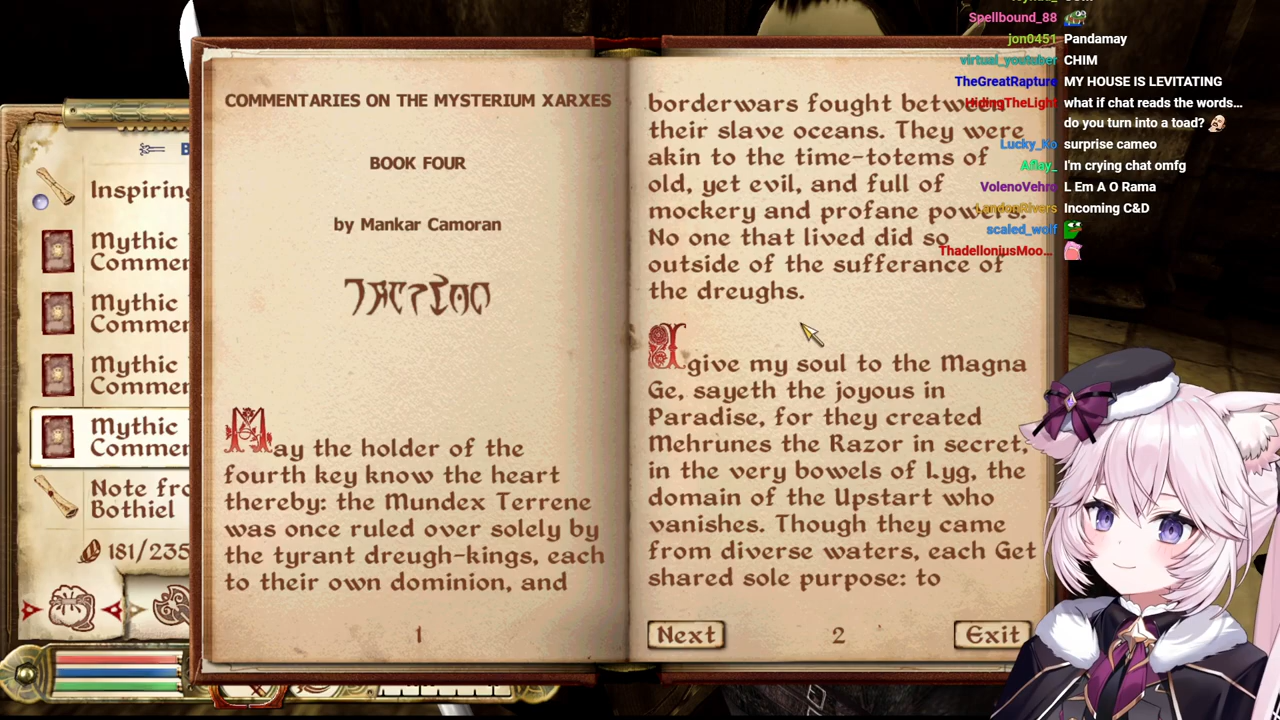 Inspiring
Mythic
Commen
Mythic
Commen
Mythic
Commen
Mythic
Commen
Note fro
Bothiel
181/235
COMMENTARIES ON THE MYSTERIUM XARXES
BOOK FOUR
by Mankar Camoran
May the holder of the
fourth key know the heart
thereby: the Mundex Terrene
was once ruled over solely by
the tyrant dreugh-kings, each
to their own dominion, and
1
borderwars fought between
their slave oceans. They were
akin to the time-totems of
old, yet evil, and full of
mockery and profane powers.
No one that lived did so
outside of the sufferance of
the dreughs.
I give my soul to the Magna
Ge, sayeth the joyous in
Paradise, for they created
Mehrunes the Razor in secret,
in the very bowels of Lyg, the
domain of the Upstart who
vanishes. Though they came
from diverse waters, each Get
shared sole purpose: to
Next
2
Exit
Spellbound_88
jon0451 Pandamay
virtual_youtuber CHIM
TheGreatRapture MY HOUSE IS LEVITATING
HidingTheLight what if chat reads the words...
do you turn into a toad?
Lucky_Ko surprise cameo
Aflay_ I'm crying chat omfg
VolenoVehro L Em A O Rama
LandonRivers Incoming C&D
scaled_wolf
ThadelloniusMoo...